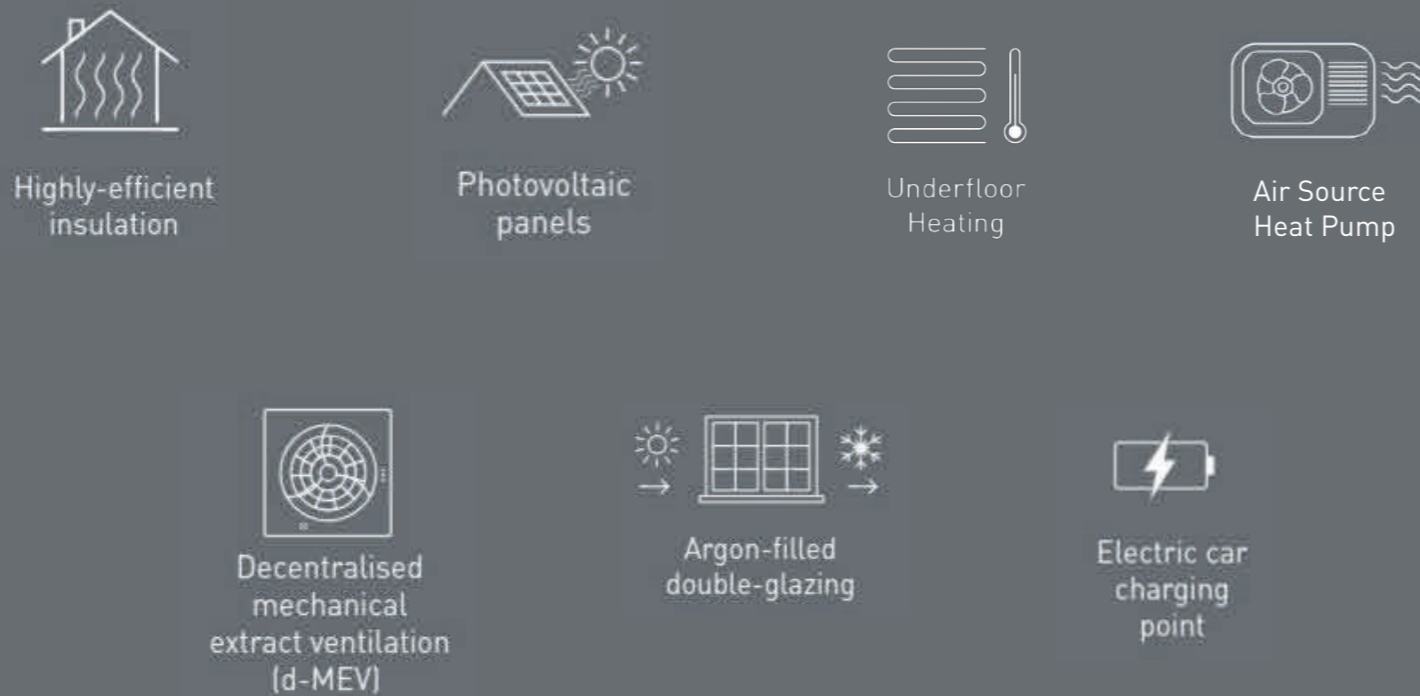 Highly-efficient
insulation
Photovoltaic
panels
Underfloor
Heating
Air Source
Heat Pump
Decentralised
mechanical
extract ventilation
(d-MEV)
Argon-filled
double-glazing
Electric car
charging
point